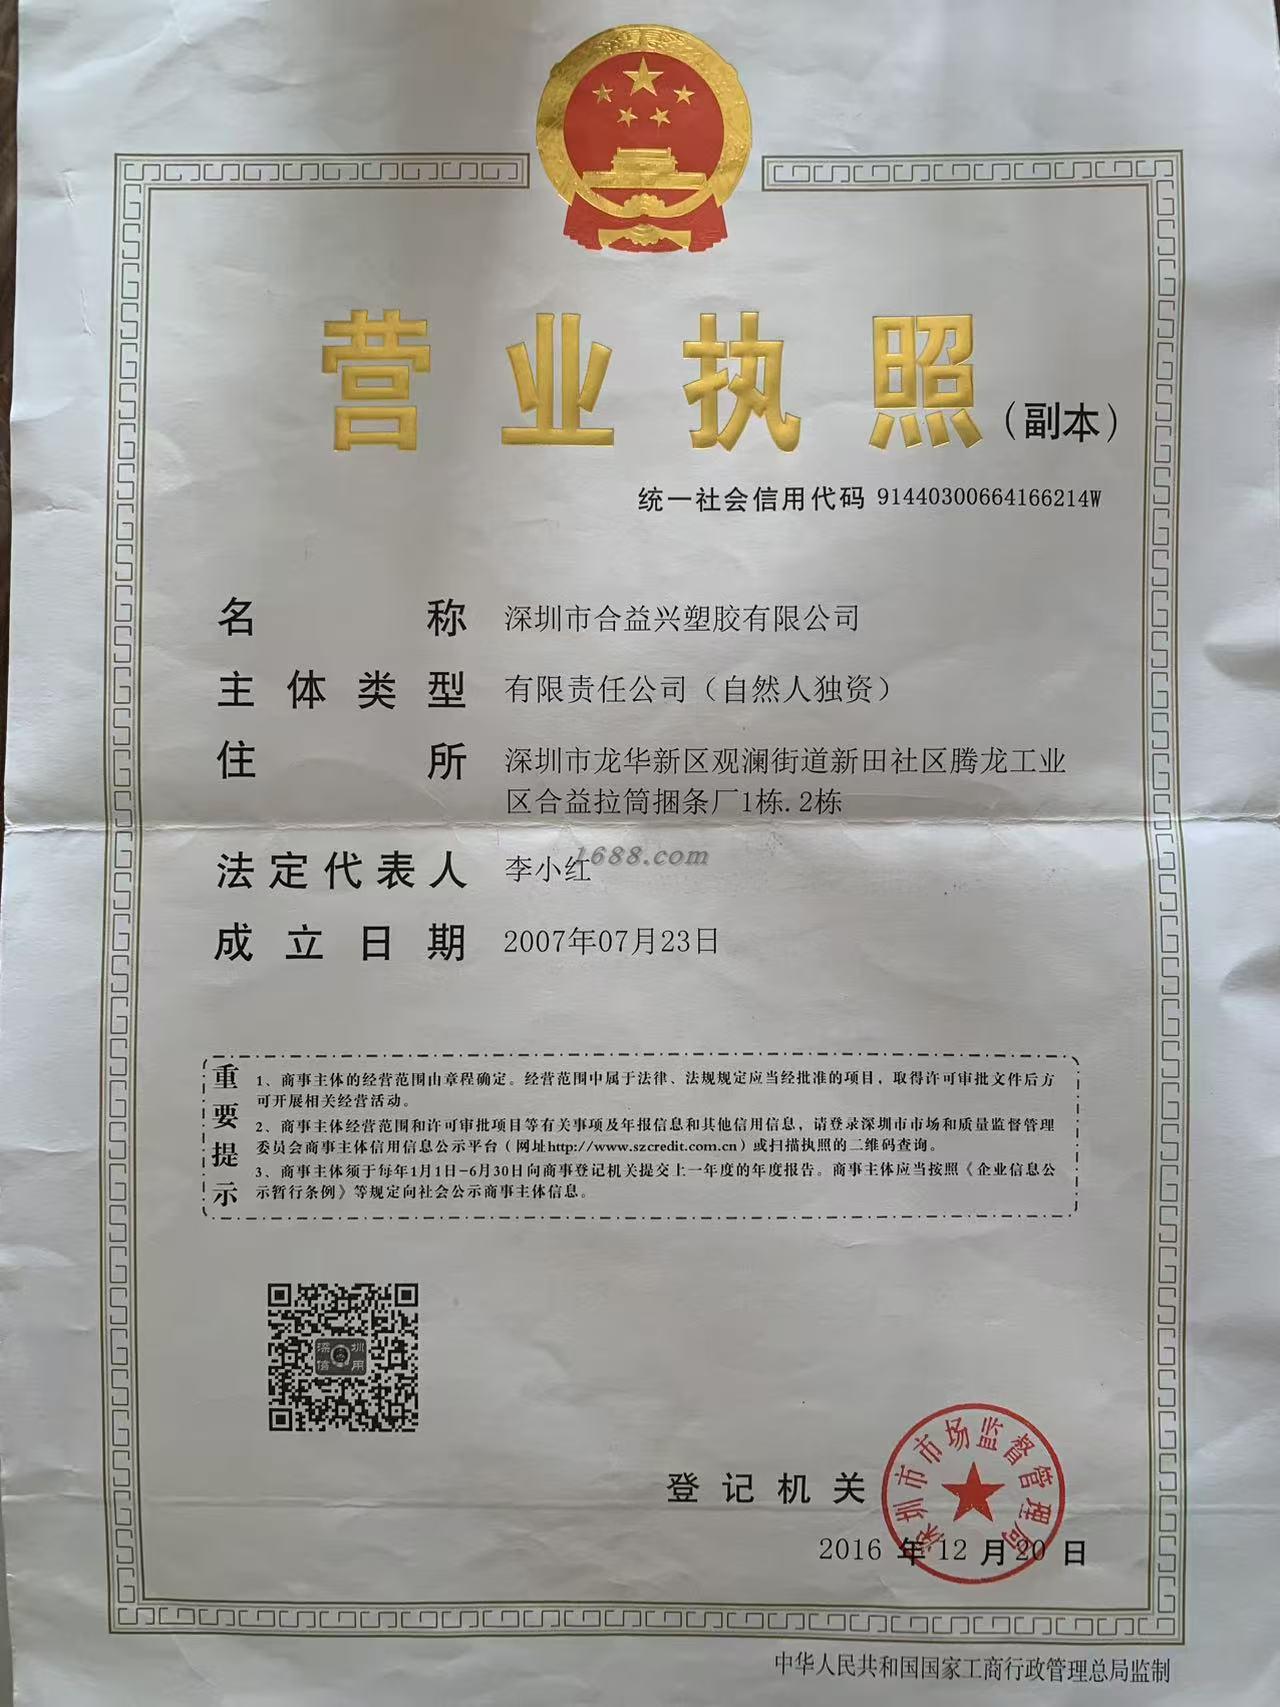 营业执照（副本）
统一社会信用代码 91440300664166214W
名称 深圳市合益兴塑胶有限公司
主体类型 有限责任公司（自然人独资）
住所 深圳市龙华新区观澜街道新田社区腾龙工业
区合益拉筒捆条厂1栋.2栋
1688.com
法定代表人 李小红
成立日期 2007年07月23日
重要提示
1、商事主体的经营范围由章程确定。经营范围中属于法律、法规规定应当经批准的项目，取得许可审批文件后方
可开展相关经营活动。
2、商事主体经营范围和许可审批项目等有关事项及年报信息和其他信用信息，请登录深圳市市场和质量监督管理
委员会商事主体信用信息公示平台（网址http://www.szcredit.com.cn）或扫描执照的二维码查询。
3、商事主体须于每年1月1日-6月30日向商事登记机关提交上一年度的年度报告。商事主体应当按照《企业信息公
示暂行条例》等规定向社会公示商事主体信息。
深圳
信用
登记机关
深圳市市场监督管理局
2016年12月20日
中华人民共和国国家工商行政管理总局监制